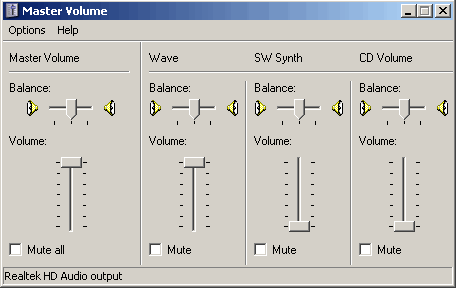 Master Volume
Options Help
Master Volume Wave SW Synth CD Volume
Balance: Balance: Balance: Balance:
Volume: Volume: Volume: Volume:
Mute all Mute Mute Mute
Realtek HD Audio output